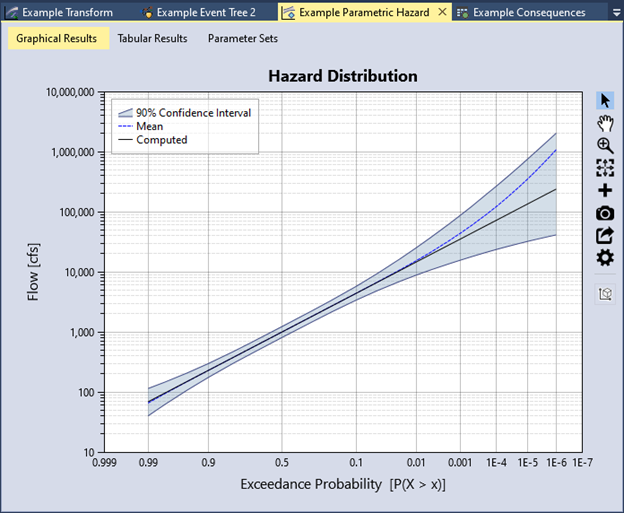 Example Transform Example Event Tree 2 Example Parametric Hazard Example Consequences
Graphical Results Tabular Results Parameter Sets
Hazard Distribution
10,000,000
90% Confidence Interval
Mean
Computed
1,000,000
100,000
10,000
1,000
100
10
Flow [cfs]
0.999 0.99 0.9 0.5 0.1 0.01 0.001 1E-4 1E-5 1E-6 1E-7
Exceedance Probability [P(X > x)]